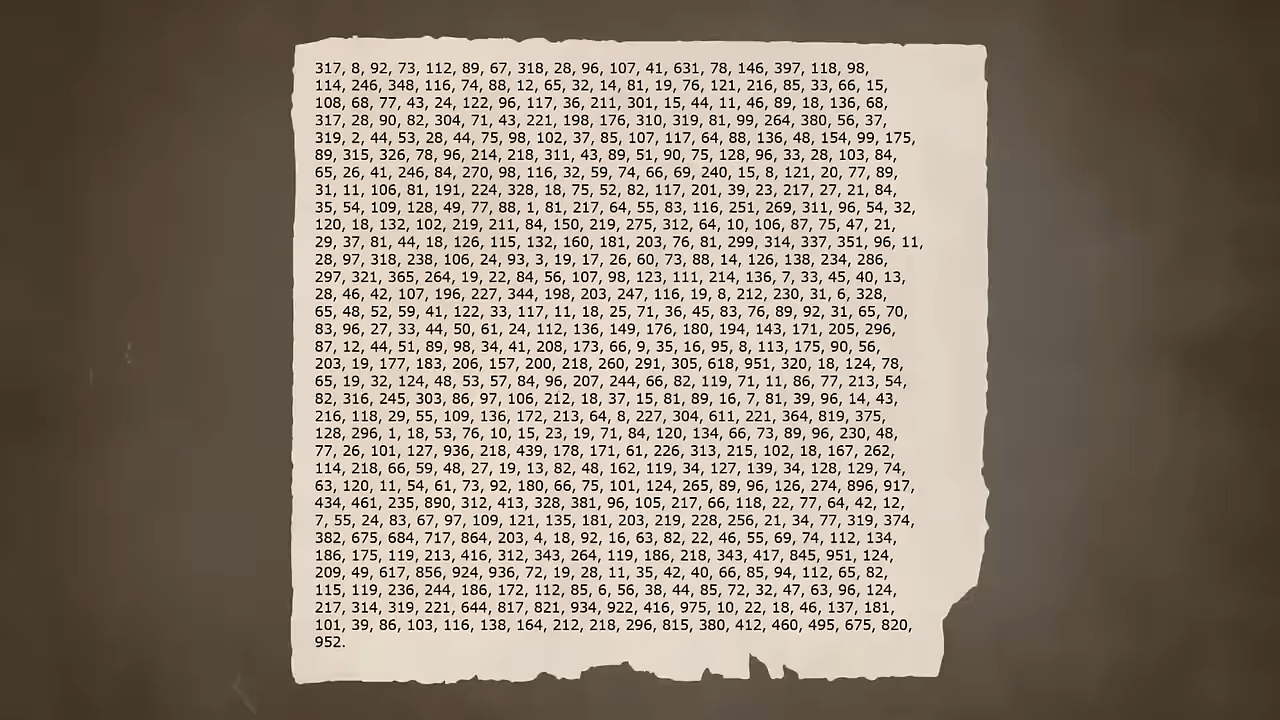 317, 8, 92, 73, 112, 89, 67, 318, 28, 96, 107, 41, 631, 78, 146, 397, 118, 98,
114, 246, 348, 116, 74, 88, 12, 65, 32, 14, 81, 19, 76, 121, 216, 85, 33, 66, 15,
108, 68, 77, 43, 24, 122, 96, 117, 36, 211, 301, 15, 44, 11, 46, 89, 18, 136, 68,
317, 28, 90, 82, 304, 71, 43, 221, 198, 176, 310, 319, 81, 99, 264, 380, 56, 37,
319, 2, 44, 53, 28, 44, 75, 98, 102, 37, 85, 107, 117, 64, 88, 136, 48, 154, 99, 175,
89, 315, 326, 78, 96, 214, 218, 311, 43, 89, 51, 90, 75, 128, 96, 33, 28, 103, 84,
65, 26, 41, 246, 84, 270, 98, 116, 32, 59, 74, 66, 69, 240, 15, 8, 121, 20, 77, 89,
31, 11, 106, 81, 191, 224, 328, 18, 75, 52, 82, 117, 201, 39, 23, 217, 27, 21, 84,
35, 54, 109, 128, 49, 77, 88, 1, 81, 217, 64, 55, 83, 116, 251, 269, 311, 96, 54, 32,
120, 18, 132, 102, 219, 211, 84, 150, 219, 275, 312, 64, 10, 106, 87, 75, 47, 21,
29, 37, 81, 44, 18, 126, 115, 132, 160, 181, 203, 76, 81, 299, 314, 337, 351, 96, 11,
28, 97, 318, 238, 106, 24, 93, 3, 19, 17, 26, 60, 73, 88, 14, 126, 138, 234, 286,
297, 321, 365, 264, 19, 22, 84, 56, 107, 98, 123, 111, 214, 136, 7, 33, 45, 40, 13,
28, 46, 42, 107, 196, 227, 344, 198, 203, 247, 116, 19, 8, 212, 230, 31, 6, 328,
65, 48, 52, 59, 41, 122, 33, 117, 11, 18, 25, 71, 36, 45, 83, 76, 89, 92, 31, 65, 70,
83, 96, 27, 33, 44, 50, 61, 24, 112, 136, 149, 176, 180, 194, 143, 171, 205, 296,
87, 12, 44, 51, 89, 98, 34, 41, 208, 173, 66, 9, 35, 16, 95, 8, 113, 175, 90, 56,
203, 19, 177, 183, 206, 157, 200, 218, 260, 291, 305, 618, 951, 320, 18, 124, 78,
65, 19, 32, 124, 48, 53, 57, 84, 96, 207, 244, 66, 82, 119, 71, 11, 86, 77, 213, 54,
82, 316, 245, 303, 86, 97, 106, 212, 18, 37, 15, 81, 89, 16, 7, 81, 39, 96, 14, 43,
216, 118, 29, 55, 109, 136, 172, 213, 64, 8, 227, 304, 611, 221, 364, 819, 375,
128, 296, 1, 18, 53, 76, 10, 15, 23, 19, 71, 84, 120, 134, 66, 73, 89, 96, 230, 48,
77, 26, 101, 127, 936, 218, 439, 178, 171, 61, 226, 313, 215, 102, 18, 167, 262,
114, 218, 66, 59, 48, 27, 19, 13, 82, 48, 162, 119, 34, 127, 139, 34, 128, 129, 74,
63, 120, 11, 54, 61, 73, 92, 180, 66, 75, 101, 124, 265, 89, 96, 126, 274, 896, 917,
434, 461, 235, 890, 312, 413, 328, 381, 96, 105, 217, 66, 118, 22, 77, 64, 42, 12,
7, 55, 24, 83, 67, 97, 109, 121, 135, 181, 203, 219, 228, 256, 21, 34, 77, 319, 374,
382, 675, 684, 717, 864, 203, 4, 18, 92, 16, 63, 82, 22, 46, 55, 69, 74, 112, 134,
186, 175, 119, 213, 416, 312, 343, 264, 119, 186, 218, 343, 417, 845, 951, 124,
209, 49, 617, 856, 924, 936, 72, 19, 28, 11, 35, 42, 40, 66, 85, 94, 112, 65, 82,
115, 119, 236, 244, 186, 172, 112, 85, 6, 56, 38, 44, 85, 72, 32, 47, 63, 96, 124,
217, 314, 319, 221, 644, 817, 821, 934, 922, 416, 975, 10, 22, 18, 46, 137, 181,
101, 39, 86, 103, 116, 138, 164, 212, 218, 296, 815, 380, 412, 460, 495, 675, 820,
952.